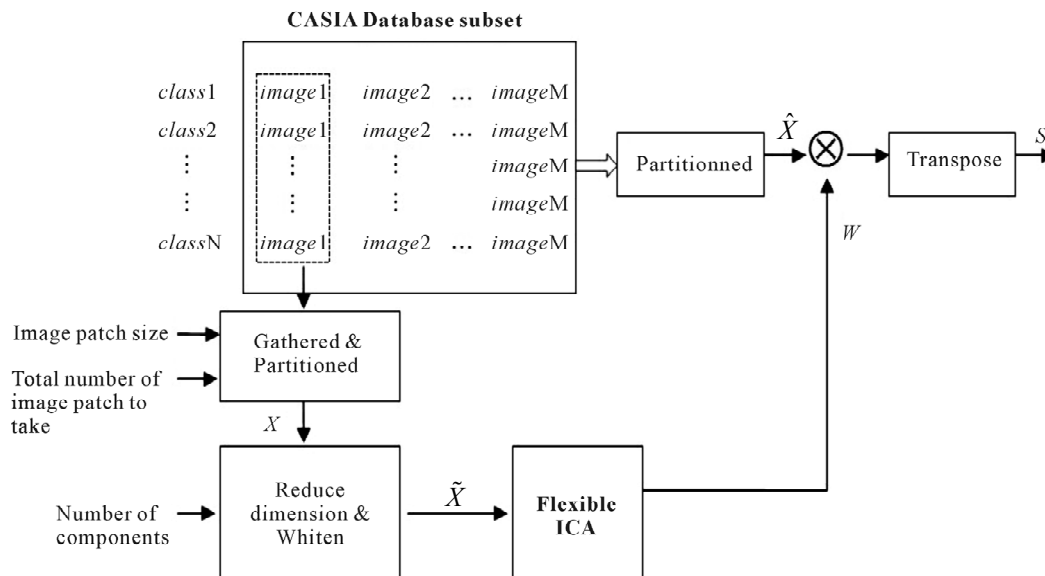 CASIA Database subset
class1 image1 image2 ... imageM
class2 image1 image2 ... imageM
⋮ ⋮ ⋮ imageM
⋮ ⋮ ⋮ imageM
classN image1 image2 ... imageM
Partitionned
X̂
⊗
Transpose
S
W
Image patch size
Total number of
image patch to
take
Gathered &
Partitioned
X
Number of
components
Reduce
dimension &
Whiten
X̃
Flexible
ICA